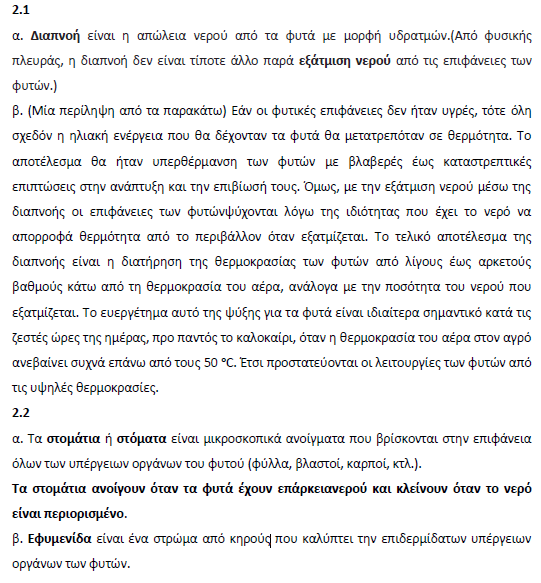 2.1
α. Διαπνοή είναι η απώλεια νερού από τα φυτά με μορφή υδρατμών.(Από φυσικής
πλευράς, η διαπνοή δεν είναι τίποτε άλλο παρά εξάτμιση νερού από τις επιφάνειες των
φυτών.)
β. (Μία περίληψη από τα παρακάτω) Εάν οι φυτικές επιφάνειες δεν ήταν υγρές, τότε όλη
σχεδόν η ηλιακή ενέργεια που θα δέχονταν τα φυτά θα μετατρεπόταν σε θερμότητα. Το
αποτέλεσμα θα ήταν υπερθέρμανση των φυτών με βλαβερές έως καταστρεπτικές
επιπτώσεις στην ανάπτυξη και την επιβίωσή τους. Όμως, με την εξάτμιση νερού μέσω της
διαπνοής οι επιφάνειες των φυτώνψύχονται λόγω της ιδιότητας που έχει το νερό να
απορροφά θερμότητα από το περιβάλλον όταν εξατμίζεται. Το τελικό αποτέλεσμα της
διαπνοής είναι η διατήρηση της θερμοκρασίας των φυτών από λίγους έως αρκετούς
βαθμούς κάτω από τη θερμοκρασία του αέρα, ανάλογα με την ποσότητα του νερού που
εξατμίζεται. Το ευεργέτημα αυτό της ψύξης για τα φυτά είναι ιδιαίτερα σημαντικό κατά τις
ζεστές ώρες της ημέρας, προ παντός το καλοκαίρι, όταν η θερμοκρασία του αέρα στον αγρό
ανεβαίνει συχνά επάνω από τους 50 °C. Έτσι προστατεύονται οι λειτουργίες των φυτών από
τις υψηλές θερμοκρασίες.
2.2
α. Τα στομάτια ή στόματα είναι μικροσκοπικά ανοίγματα που βρίσκονται στην επιφάνεια
όλων των υπέργειων οργάνων του φυτού (φύλλα, βλαστοί, καρποί, κτλ.).
Τα στομάτια ανοίγουν όταν τα φυτά έχουν επάρκειανερού και κλείνουν όταν το νερό
είναι περιορισμένο.
β. Εφυμενίδα είναι ένα στρώμα από κηρούς που καλύπτει την επιδερμίδατων υπέργειων
οργάνων των φυτών.